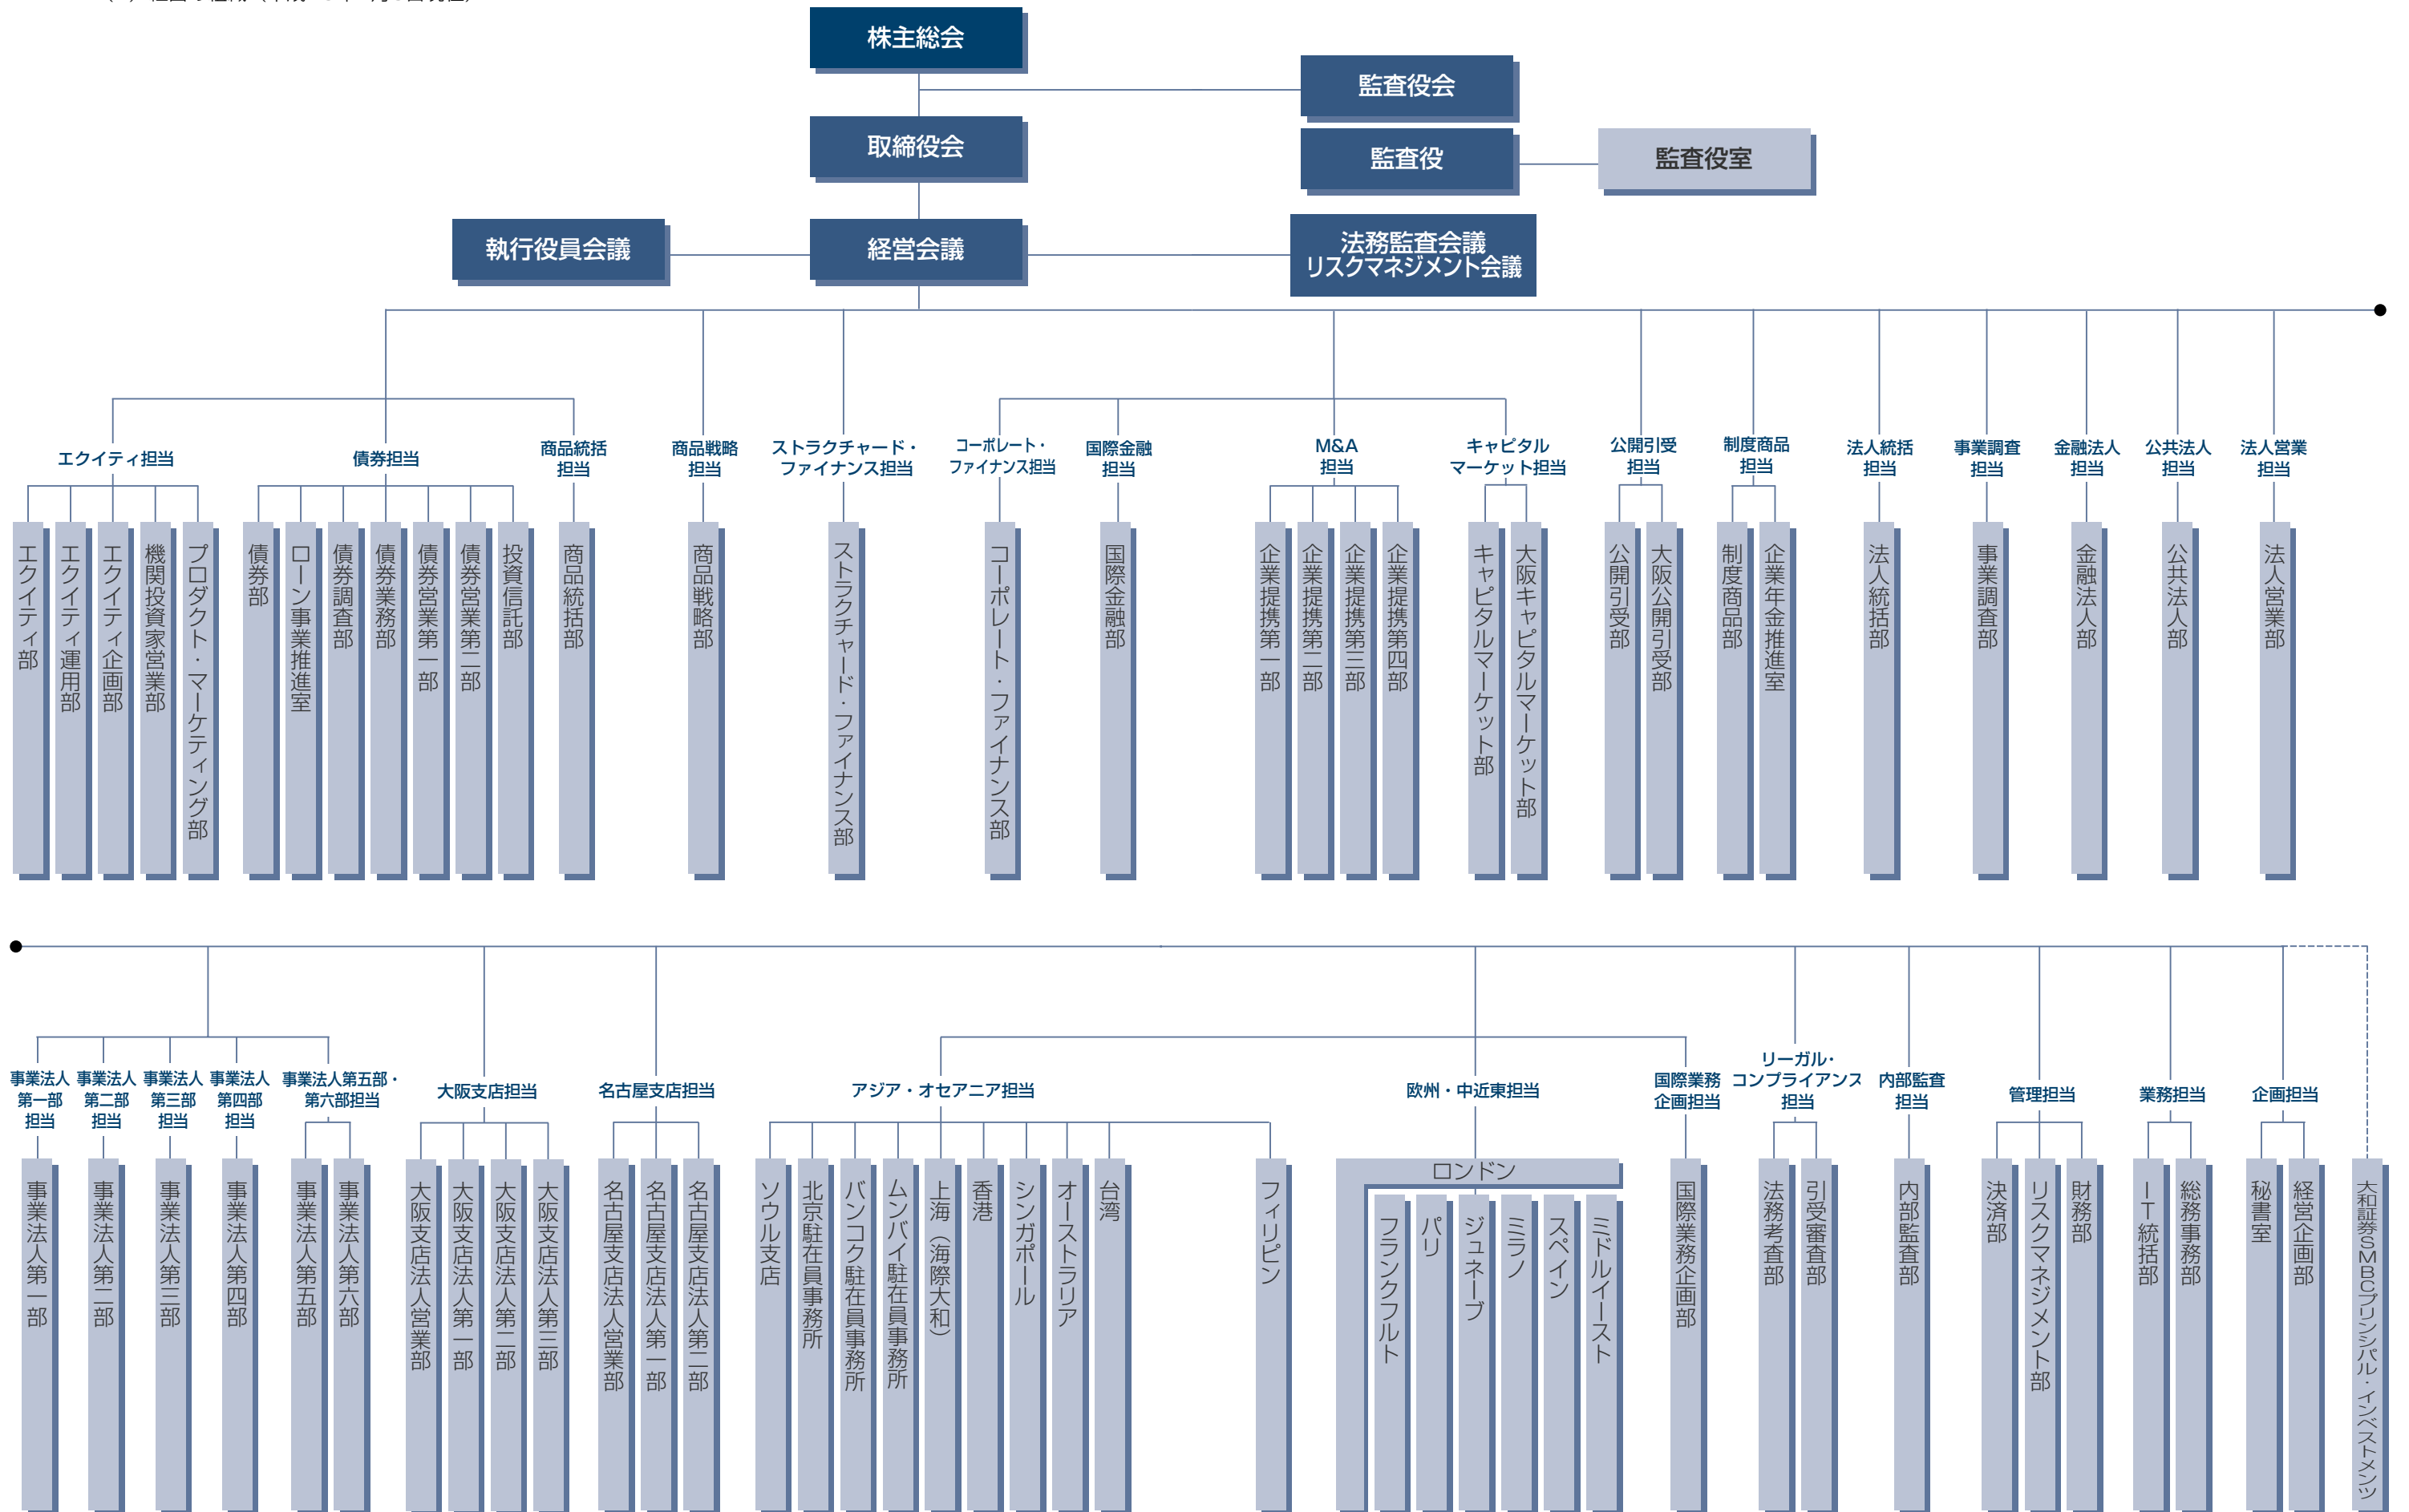 株主総会
監査役会
取締役会
監査役
監査役室
執行役員会議
経営会議
法務監査会議
リスクマネジメント会議
エクイティ担当
債券担当
商品統括
担当
商品戦略
担当
ストラクチャード・
ファイナンス担当
コーポレート・
ファイナンス担当
国際金融
担当
M&A
担当
キャピタル
マーケット担当
公開引受
担当
制度商品
担当
法人統括
担当
事業調査
担当
金融法人
担当
公共法人
担当
法人営業
担当
エクイティ部
エクイティ運用部
エクイティ企画部
機関投資家営業部
プロダクト・マーケティング部
債券部
ローン事業推進室
債券調査部
債券業務部
債券営業第一部
債券営業第二部
投資信託部
商品統括部
商品戦略部
ストラクチャード・ファイナンス部
コーポレート・ファイナンス部
国際金融部
企業提携第一部
企業提携第二部
企業提携第三部
企業提携第四部
キャピタルマーケット部
大阪キャピタルマーケット部
公開引受部
大阪公開引受部
制度商品部
企業年金推進室
法人統括部
事業調査部
金融法人部
公共法人部
法人営業部
事業法人
第一部
担当
事業法人
第二部
担当
事業法人
第三部
担当
事業法人
第四部
担当
事業法人第五部・
第六部担当
大阪支店担当
名古屋支店担当
アジア・オセアニア担当
欧州・中近東担当
国際業務
企画担当
リーガル・
コンプライアンス
担当
内部監査
担当
管理担当
業務担当
企画担当
事業法人第一部
事業法人第二部
事業法人第三部
事業法人第四部
事業法人第五部
事業法人第六部
大阪支店法人営業部
大阪支店法人第一部
大阪支店法人第二部
大阪支店法人第三部
名古屋支店法人営業部
名古屋支店法人第一部
名古屋支店法人第二部
ソウル支店
北京駐在員事務所
バンコク駐在員事務所
ムンバイ駐在員事務所
上海（海際大和）
香港
シンガポール
オーストラリア
台湾
フィリピン
ロンドン
フランクフルト
パリ
ジュネーブ
ミラノ
スペイン
ミドルイースト
国際業務企画部
法務考査部
引受審査部
内部監査部
決済部
リスクマネジメント部
財務部
IT統括部
総務事務部
秘書室
経営企画部
大和証券SMBCプリンシパル・インベストメンツ